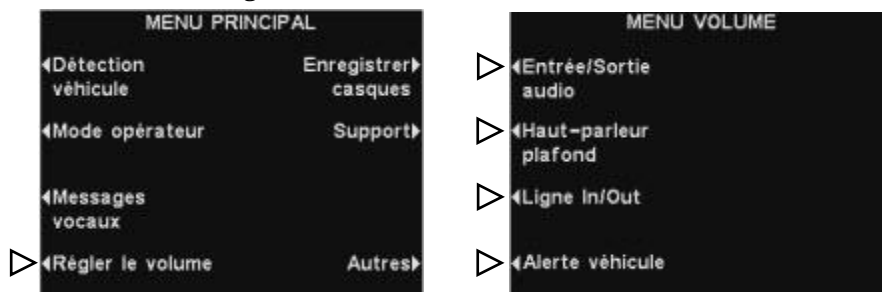 MENU PRINCIPAL
Détection
véhicule
Enregistrer
casques
Mode opérateur
Support
Messages
vocaux
Régler le volume
Autres
MENU VOLUME
Entrée/Sortie
audio
Haut-parleur
plafond
Ligne In/Out
Alerte véhicule